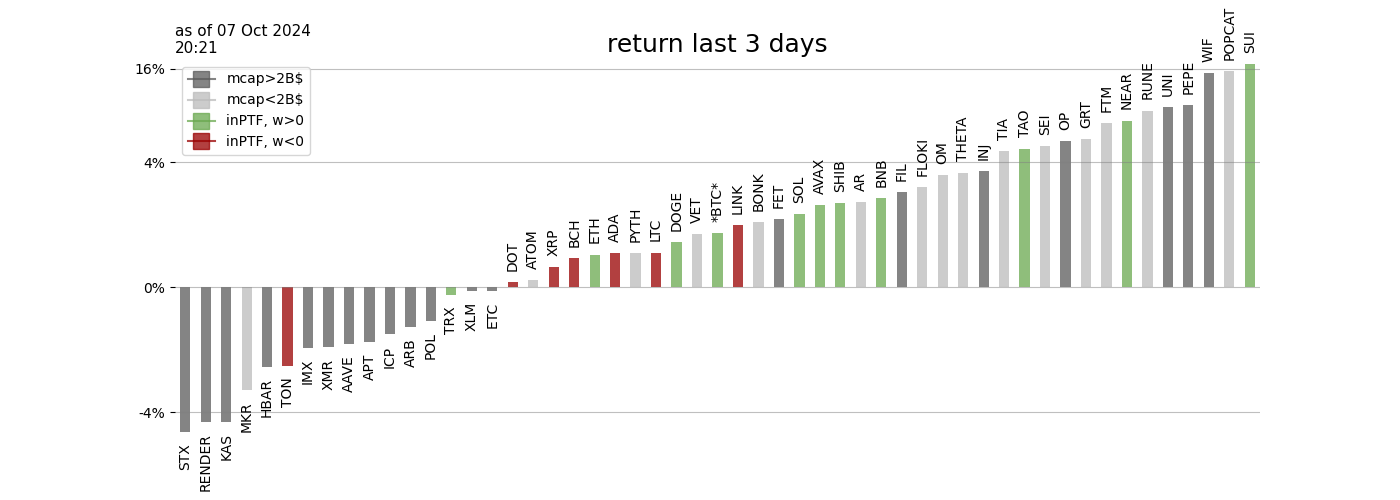 as of 07 Oct 2024
20:21
return last 3 days
16%
4%
0%
-4%
mcap>2B$
mcap<2B$
inPTF, w>0
inPTF, w<0
STX
RENDER
KAS
MKR
HBAR
TON
IMX
XMR
AAVE
APT
ICP
ARB
POL
TRX
XLM
ETC
DOT
ATOM
XRP
BCH
ETH
ADA
PYTH
LTC
DOGE
VET
*BTC*
LINK
BONK
FET
SOL
AVAX
SHIB
AR
BNB
FIL
FLOKI
OM
THETA
INJ
TIA
TAO
SEI
OP
GRT
FTM
NEAR
RUNE
UNI
PEPE
WIF
POPCAT
SUI